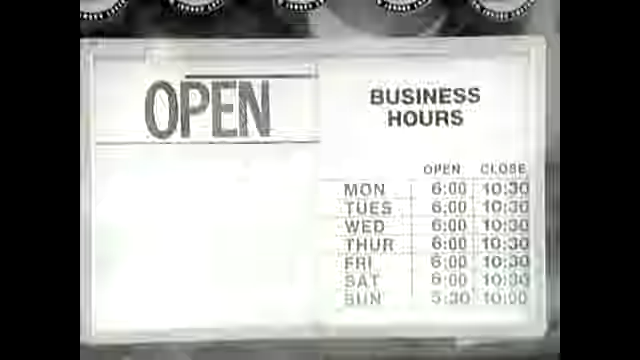 OPEN
BUSINESS
HOURS
OPEN CLOSE
MON 6:00 10:30
TUES 6:00 10:30
WED 6:00 10:30
THUR 6:00 10:30
FRI 6:00 10:30
SAT 6:00 10:30
SUN 5:30 10:00